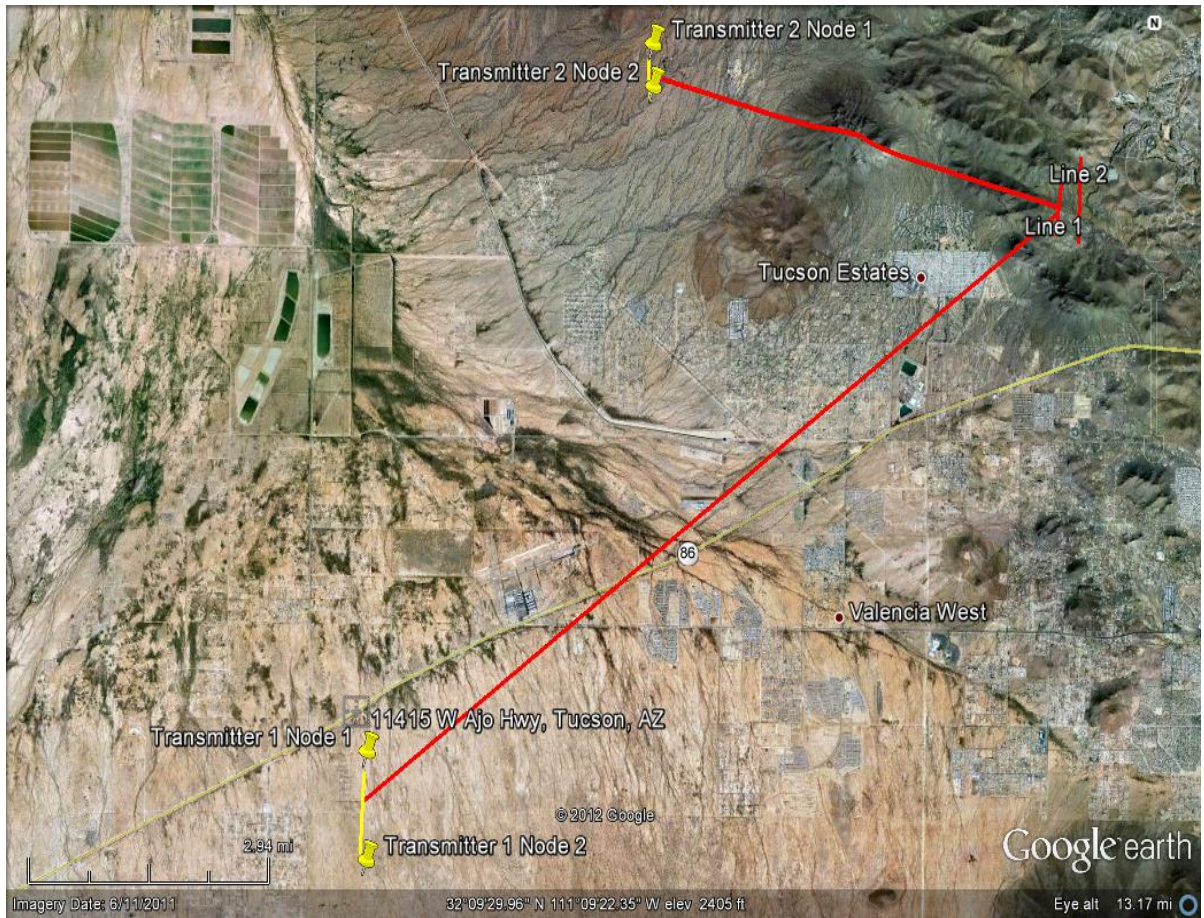 Transmitter 2 Node 1
N
Transmitter 2 Node 2
Line 2
Line 1
Tucson Estates
86
Valencia West
11415 W Ajo Hwy, Tucson, AZ
Transmitter 1 Node 1
© 2012 Google
Transmitter 1 Node 2
2.94 mi
Google earth
Imagery Date: 6/11/2011
32°09'29.96" N 111°09'22.35" W elev 2405 ft
Eye alt 13.17 mi